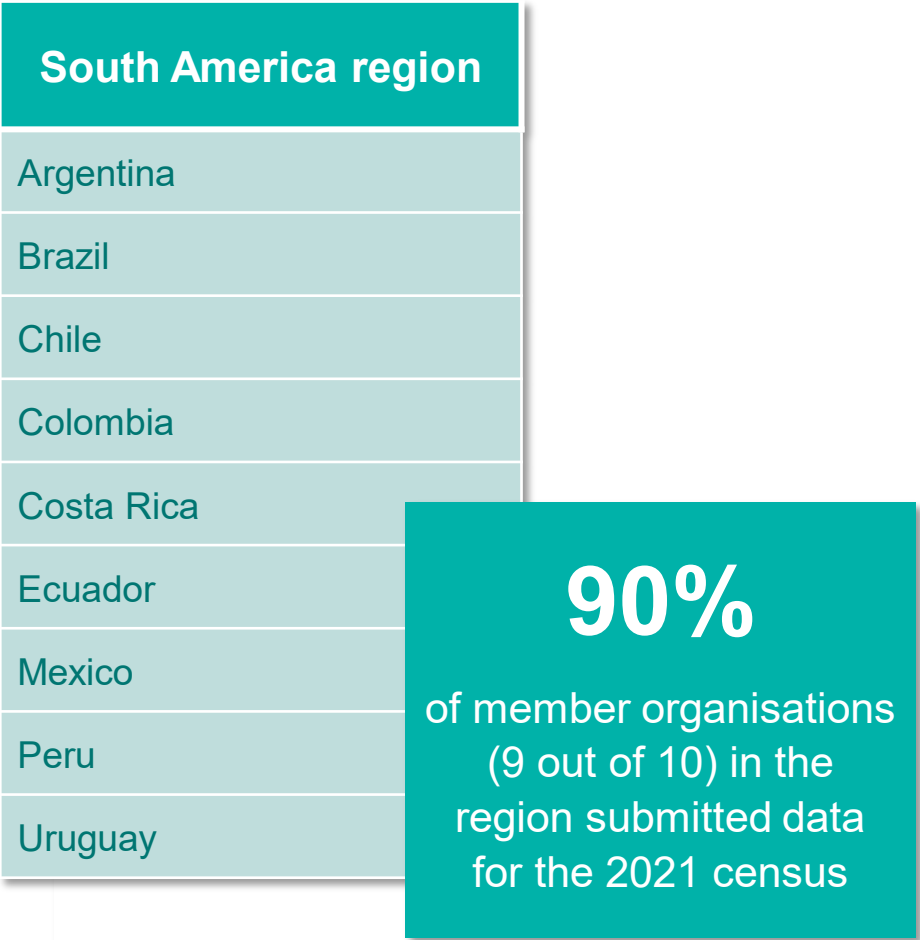 South America region
Argentina
Brazil
Chile
Colombia
Costa Rica
Ecuador
Mexico
Peru
Uruguay
90%
of member organisations
(9 out of 10) in the
region submitted data
for the 2021 census